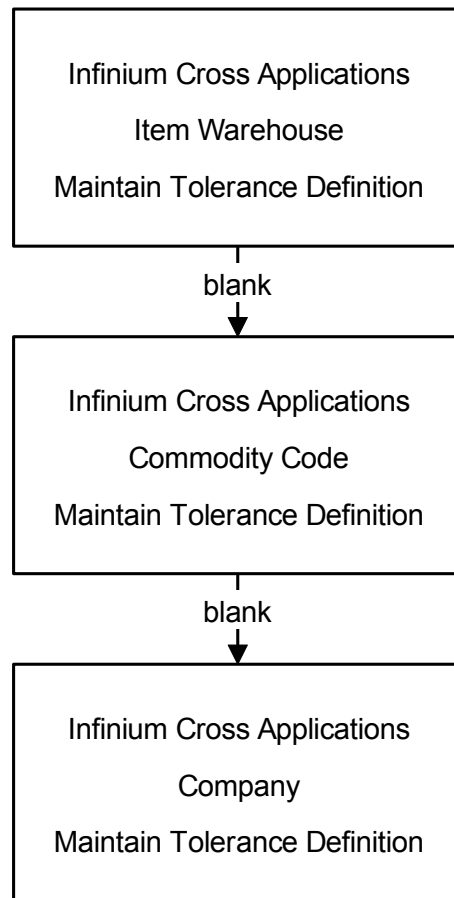 Infinium Cross Applications
Item Warehouse
Maintain Tolerance Definition
blank
Infinium Cross Applications
Commodity Code
Maintain Tolerance Definition
blank
Infinium Cross Applications
Company
Maintain Tolerance Definition